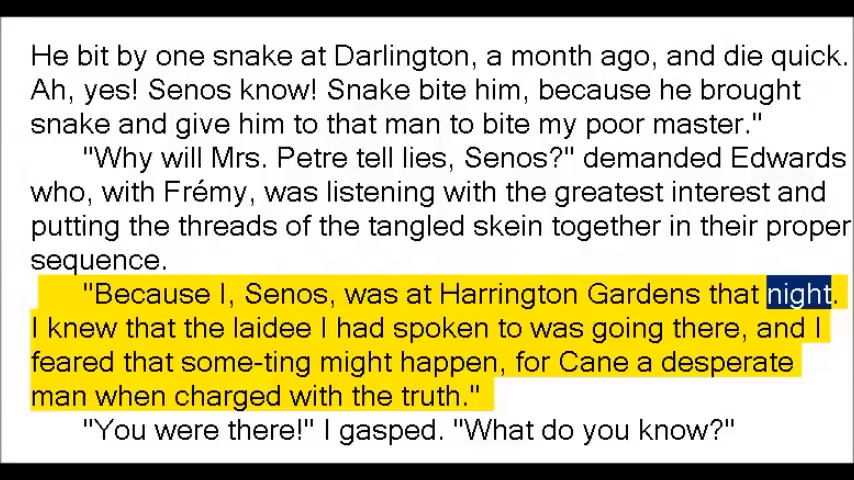 He bit by one snake at Darlington, a month ago, and die quick.
Ah, yes! Senos know! Snake bite him, because he brought
snake and give him to that man to bite my poor master."
"Why will Mrs. Petre tell lies, Senos?" demanded Edwards
who, with Frémy, was listening with the greatest interest and
putting the threads of the tangled skein together in their proper
sequence.
"Because I, Senos, was at Harrington Gardens that night.
I knew that the laidee I had spoken to was going there, and I
feared that some-ting might happen, for Cane a desperate
man when charged with the truth."
"You were there!" I gasped. "What do you know?"